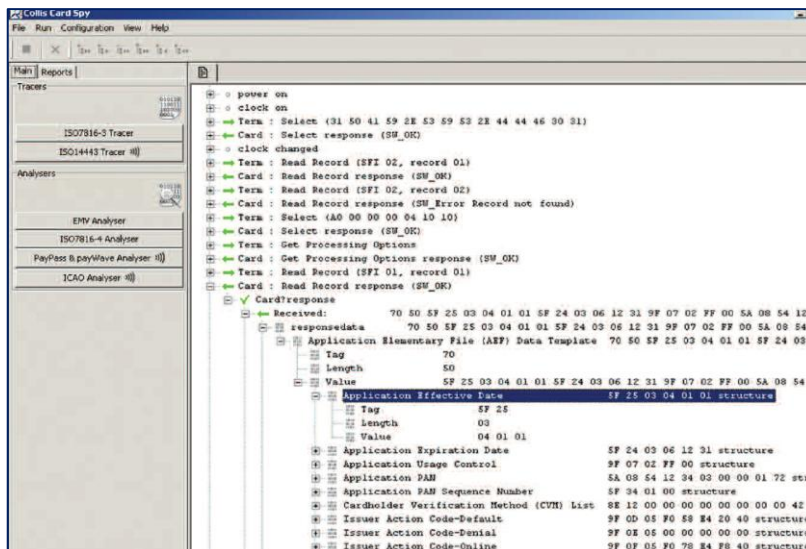 Collis Card Spy
File Run Configuration View Help
Main Reports
Tracers
ISO7816-3 Tracer
ISO14443 Tracer
Analysers
EMV Analyser
ISO7816-4 Analyser
PayPass & payWave Analyser
ICAO Analyser
power on
clock on
Term : Select (31 50 41 59 2E 53 59 53 2E 44 44 46 30 31)
Card : Select response (SW_OK)
clock changed
Term : Read Record (SFI 02, record 01)
Card : Read Record response (SW_OK)
Term : Read Record (SFI 02, record 02)
Card : Read Record response (SW_Error Record not found)
Term : Select (A0 00 00 00 04 10 10)
Card : Select response (SW_OK)
Term : Get Processing Options
Card : Get Processing Options response (SW_OK)
Term : Read Record (SFI 01, record 01)
Card : Read Record response (SW_OK)
Card?response
Received: 70 50 5F 25 03 04 01 01 5F 24 03 06 12 31 9F 07 02 FF 00 5A 08 54 12
responsedata 70 50 5F 25 03 04 01 01 5F 24 03 06 12 31 9F 07 02 FF 00 5A 08 54
Application Elementary File (AEF) Data Template 70 50 5F 25 03 04 01 01 5F 24 03
Tag 70
Length 50
Value 5F 25 03 04 01 01 5F 24 03 06 12 31 9F 07 02 FF 00 5A 08 54
Application Effective Date 5F 25 03 04 01 01 structure
Tag 5F 25
Length 03
Value 04 01 01
Application Expiration Date 5F 24 03 06 12 31 structure
Application Usage Control 9F 07 02 FF 00 structure
Application PAN 5A 08 54 12 34 03 00 00 01 72 str
Application PAN Sequence Number 5F 34 01 00 structure
Cardholder Verification Method (CVM) List 8E 12 00 00 00 00 00 00 00 00 42
Issuer Action Code-Default 9F 0D 05 F0 58 E4 20 40 structure
Issuer Action Code-Denial 9F 0E 05 00 00 00 00 00 structure
Issuer Action Code-Online 9F 0F 05 F0 78 E4 F8 40 structure